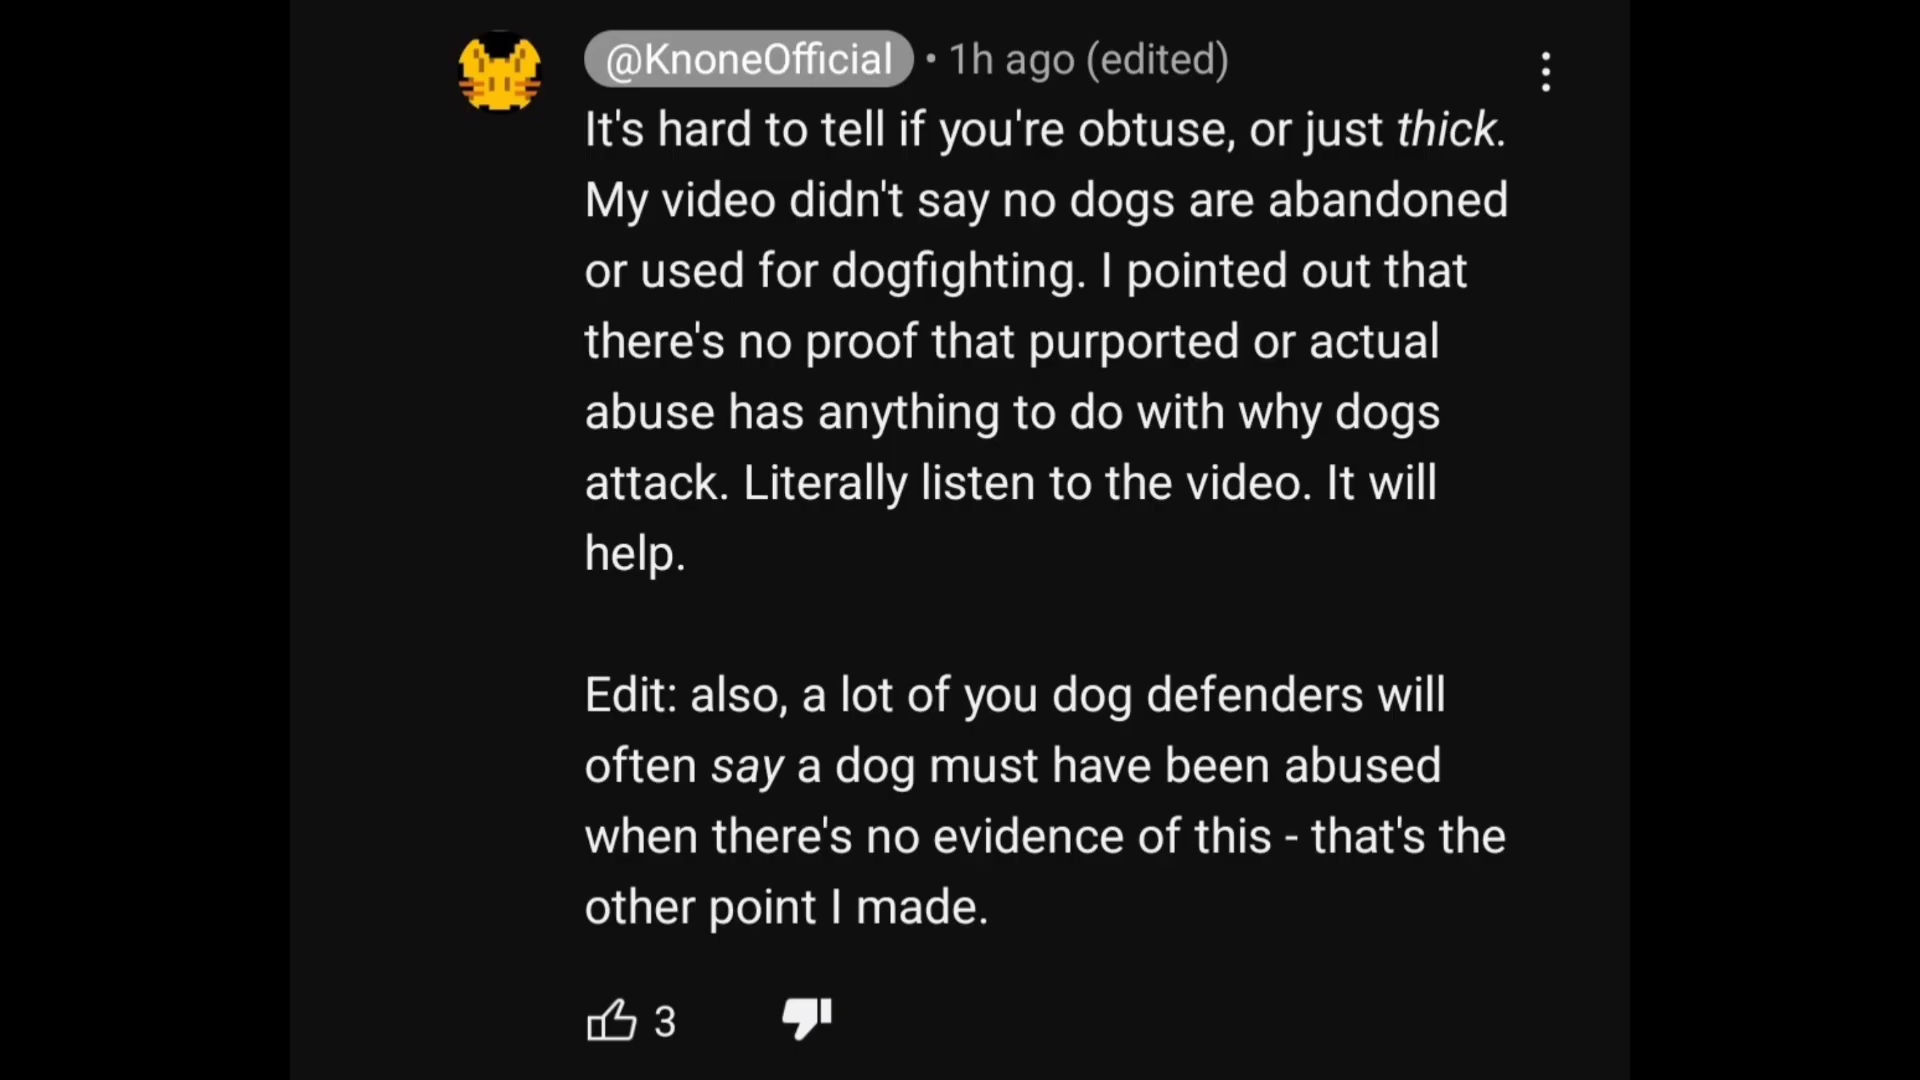 @KnoneOfficial • 1h ago (edited)
It's hard to tell if you're obtuse, or just thick.
My video didn't say no dogs are abandoned
or used for dogfighting. I pointed out that
there's no proof that purported or actual
abuse has anything to do with why dogs
attack. Literally listen to the video. It will
help.
Edit: also, a lot of you dog defenders will
often say a dog must have been abused
when there's no evidence of this - that's the
other point I made.
3